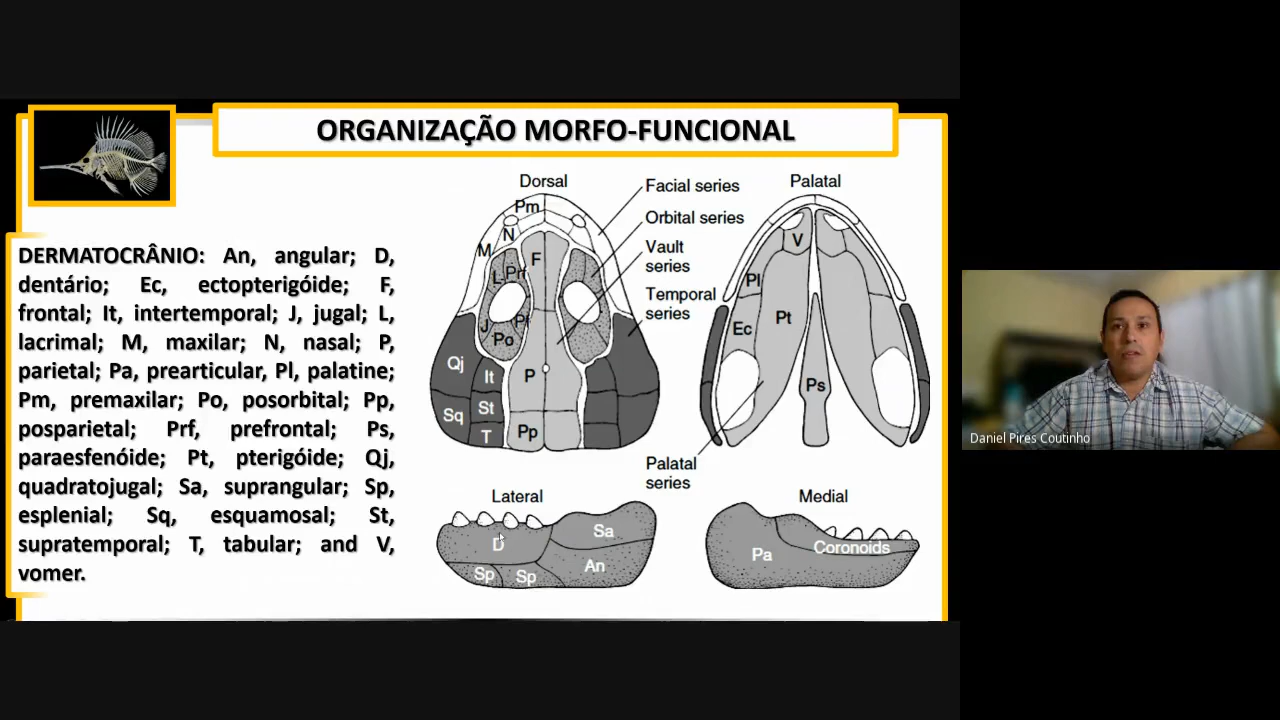 ORGANIZAÇÃO MORFO-FUNCIONAL
DERMATOCRÂNIO: An, angular; D,
dentário; Ec, ectopterigóide; F,
frontal; It, intertemporal; J, jugal; L,
lacrimal; M, maxilar; N, nasal; P,
parietal; Pa, prearticular, Pl, palatine;
Pm, premaxilar; Po, posorbital; Pp,
posparietal; Prf, prefrontal; Ps,
paraesfenóide; Pt, pterigóide; Qj,
quadratojugal; Sa, suprangular; Sp,
esplenial; Sq, esquamosal; St,
supratemporal; T, tabular; and V,
vomer.
Dorsal
Pm
N
M
F
L
Prf
J
Pf
Po
Qj
It
P
Sq
St
T
Pp
Facial series
Orbital series
Vault
series
Temporal
series
Palatal
V
Pl
Pt
Ec
Ps
Palatal
series
Lateral
D
Sa
Sp
Sp
An
Medial
Pa
Coronoids
Daniel Pires Coutinho